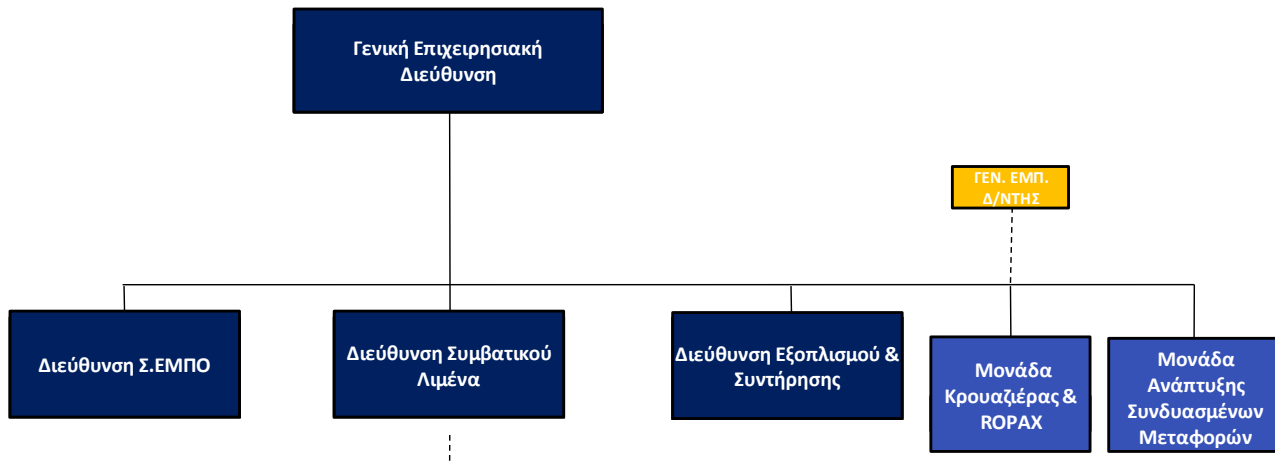 Γενική Επιχειρησιακή
Διεύθυνση
ΓΕΝ. ΕΜΠ.
Δ/ΝΤΗΣ
Διεύθυνση Σ.ΕΜΠΟ
Διεύθυνση Συμβατικού
Λιμένα
Διεύθυνση Εξοπλισμού &
Συντήρησης
Μονάδα
Κρουαζιέρας &
ROPAX
Μονάδα
Ανάπτυξης
Συνδυασμένων
Μεταφορών